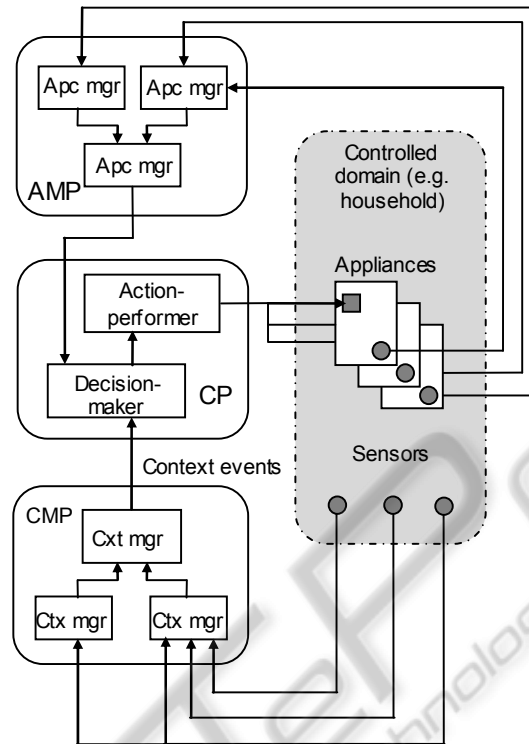 Apc mgr
Apc mgr
Apc mgr
AMP
Controlled
domain (e.g.
household)
Appliances
Action-
performer
Decision-
maker
CP
Context events
Sensors
CMP
Cxt mgr
Ctx mgr
Ctx mgr